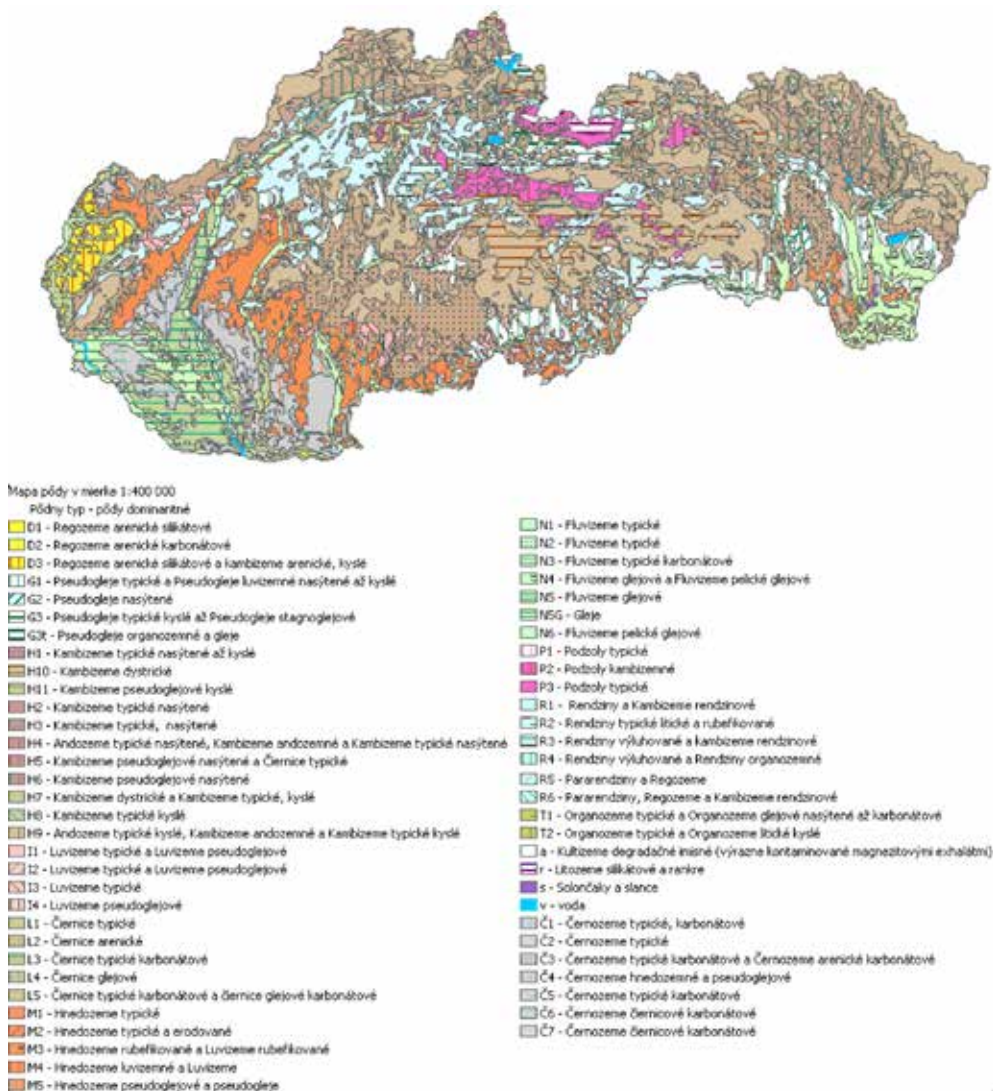 Mapa pôdy v mierke 1:400 000
Pôdny typ - pôdy dominantné
D1 - Regozeme arenické silikátové
D2 - Regozeme arenické karbonátové
D3 - Regozeme arenické silikátové a kambizeme arenické, kyslé
G1 - Pseudogleje typické a Pseudogleje luvizemné nasýtené až kyslé
G2 - Pseudogleje nasýtené
G3 - Pseudogleje typické kyslé až Pseudogleje stagnoglejové
G3t - Pseudogleje organozemné a gleje
H1 - Kambizeme typické nasýtené až kyslé
H10 - Kambizeme dystrické
H11 - Kambizeme pseudoglejové kyslé
H2 - Kambizeme typické nasýtené
H3 - Kambizeme typické, nasýtené
H4 - Andozeme typické nasýtené, Kambizeme andozemné a Kambizeme typické nasýtené
H5 - Kambizeme pseudoglejové nasýtené a Čiernice typické
H6 - Kambizeme pseudoglejové nasýtené
H7 - Kambizeme dystrické a Kambizeme typické, kyslé
H8 - Kambizeme typické kyslé
H9 - Andozeme typické kyslé, Kambizeme andozemné a Kambizeme typické kyslé
I1 - Luvizeme typické a Luvizeme pseudoglejové
I2 - Luvizeme typické a Luvizeme pseudoglejové
I3 - Luvizeme typické
I4 - Luvizeme pseudoglejové
L1 - Čiernice typické
L2 - Čiernice arenické
L3 - Čiernice typické karbonátové
L4 - Čiernice glejové
L5 - Čiernice typické karbonátové a čiernice glejové karbonátové
M1 - Hnedozeme typické
M2 - Hnedozeme typické a erodované
M3 - Hnedozeme rubefikované a Luvizeme rubefikované
M4 - Hnedozeme luvizemné a Luvizeme
M5 - Hnedozeme pseudoglejové a pseudogleje
N1 - Fluvizeme typické
N2 - Fluvizeme typické
N3 - Fluvizeme typické karbonátové
N4 - Fluvizeme glejové a Fluvizeme pelické glejové
N5 - Fluvizeme glejové
N5G - Gleje
N6 - Fluvizeme pelické glejové
P1 - Podzoly typické
P2 - Podzoly kambizemné
P3 - Podzoly typické
R1 - Rendziny a Kambizeme rendzinové
R2 - Rendziny typické litické a rubefikované
R3 - Rendziny vylúhované a kambizeme rendzinové
R4 - Rendziny vylúhované a Rendziny organozemné
R5 - Pararendziny a Regozeme
R6 - Pararendziny, Regozeme a Kambizeme rendzinové
T1 - Organozeme typické a Organozeme glejové nasýtené až karbonátové
T2 - Organozeme typické a Organozeme litické kyslé
a - Kultizeme degradačné imisné (výrazne kontaminované magnezitovými exhalátmi)
r - Litozeme silikátové a rankre
s - Solončaky a slance
v - voda
Č1 - Černozeme typické, karbonátové
Č2 - Černozeme typické
Č3 - Černozeme typické karbonátové a Černozeme arenické karbonátové
Č4 - Černozeme hnedozemné a pseudoglejové
Č5 - Černozeme typické karbonátové
Č6 - Černozeme čiernicové karbonátové
Č7 - Černozeme čiernicové karbonátové